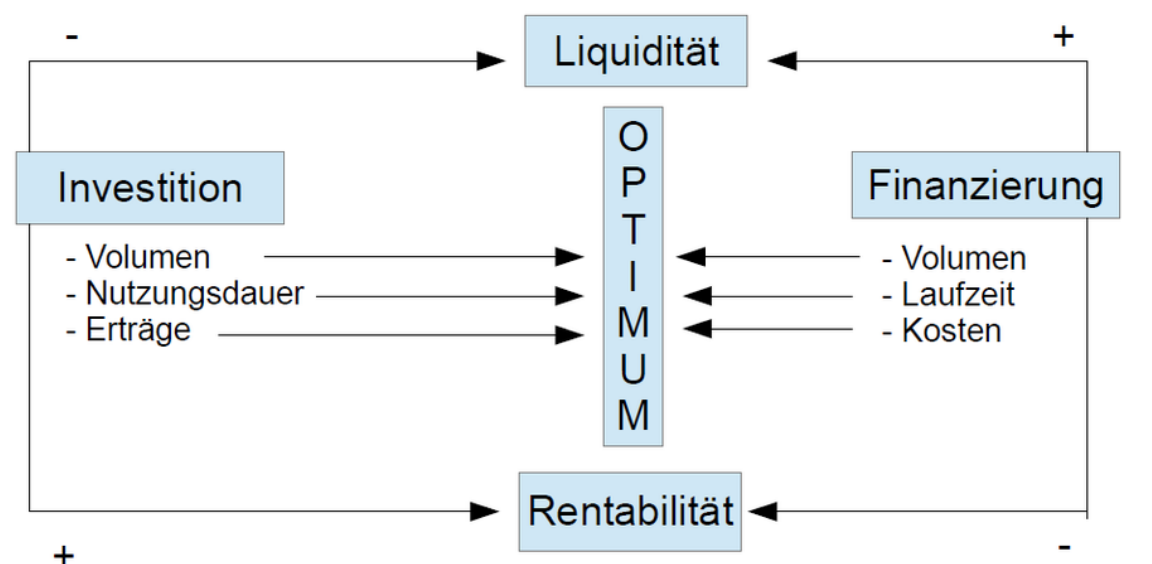 -
+
Liquidität
O
P
T
I
M
U
M
Investition
- Volumen
- Nutzungsdauer
- Erträge
Finanzierung
- Volumen
- Laufzeit
- Kosten
Rentabilität
+
-